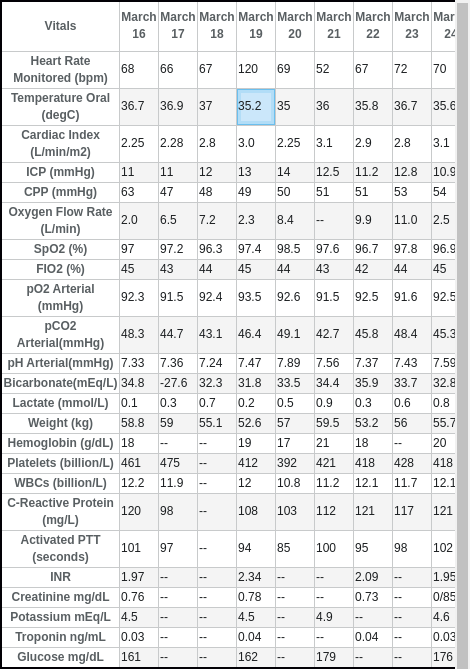 Vitals March 16 March 17 March 18 March 19 March 20 March 21 March 22 March 23 March 24
Heart Rate Monitored (bpm) 68 66 67 120 69 52 67 72 70
Temperature Oral (degC) 36.7 36.9 37 35.2 35 36 35.8 36.7 35.6
Cardiac Index (L/min/m2) 2.25 2.28 2.8 3.0 2.25 3.1 2.9 2.8 3.1
ICP (mmHg) 11 11 12 13 14 12.5 11.2 12.8 10.9
CPP (mmHg) 63 47 48 49 50 51 51 53 54
Oxygen Flow Rate (L/min) 2.0 6.5 7.2 2.3 8.4 -- 9.9 11.0 2.5
SpO2 (%) 97 97.2 96.3 97.4 98.5 97.6 96.7 97.8 96.9
FIO2 (%) 45 43 44 45 44 43 42 44 45
pO2 Arterial (mmHg) 92.3 91.5 92.4 93.5 92.6 91.5 92.5 91.6 92.5
pCO2 Arterial(mmHg) 48.3 44.7 43.1 46.4 49.1 42.7 45.8 48.4 45.3
pH Arterial(mmHg) 7.33 7.36 7.24 7.47 7.89 7.56 7.37 7.43 7.59
Bicarbonate(mEq/L) 34.8 -27.6 32.3 31.8 33.5 34.4 35.9 33.7 32.8
Lactate (mmol/L) 0.1 0.3 0.7 0.2 0.5 0.9 0.3 0.6 0.8
Weight (kg) 58.8 59 55.1 52.6 57 59.5 53.2 56 55.7
Hemoglobin (g/dL) 18 -- -- 19 17 21 18 -- 20
Platelets (billion/L) 461 475 -- 412 392 421 418 428 418
WBCs (billion/L) 12.2 11.9 -- 12 10.8 11.2 12.1 11.7 12.1
C-Reactive Protein (mg/L) 120 98 -- 108 103 112 121 117 121
Activated PTT (seconds) 101 97 -- 94 85 100 95 98 102
INR 1.97 -- -- 2.34 -- -- 2.09 -- 1.95
Creatinine mg/dL 0.76 -- -- 0.78 -- -- 0.73 -- 0/85
Potassium mEq/L 4.5 -- -- 4.5 -- 4.9 -- -- 4.6
Troponin ng/mL 0.03 -- -- 0.04 -- -- 0.04 -- 0.03
Glucose mg/dL 161 -- -- 162 -- 179 -- -- 176